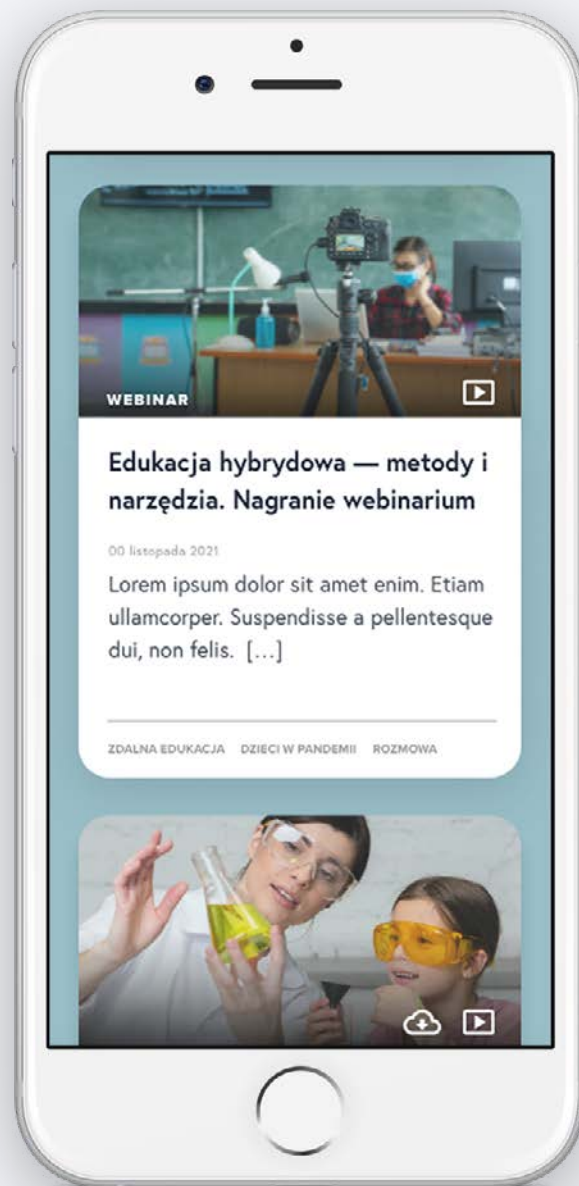 WEBINAR
Edukacja hybrydowa — metody i
narzędzia. Nagranie webinarium
00 listopada 2021
Lorem ipsum dolor sit amet enim. Etiam
ullamcorper. Suspendisse a pellentesque
dui, non felis. [...]
ZDALNA EDUKACJA DZIECI W PANDEMII ROZMOWA